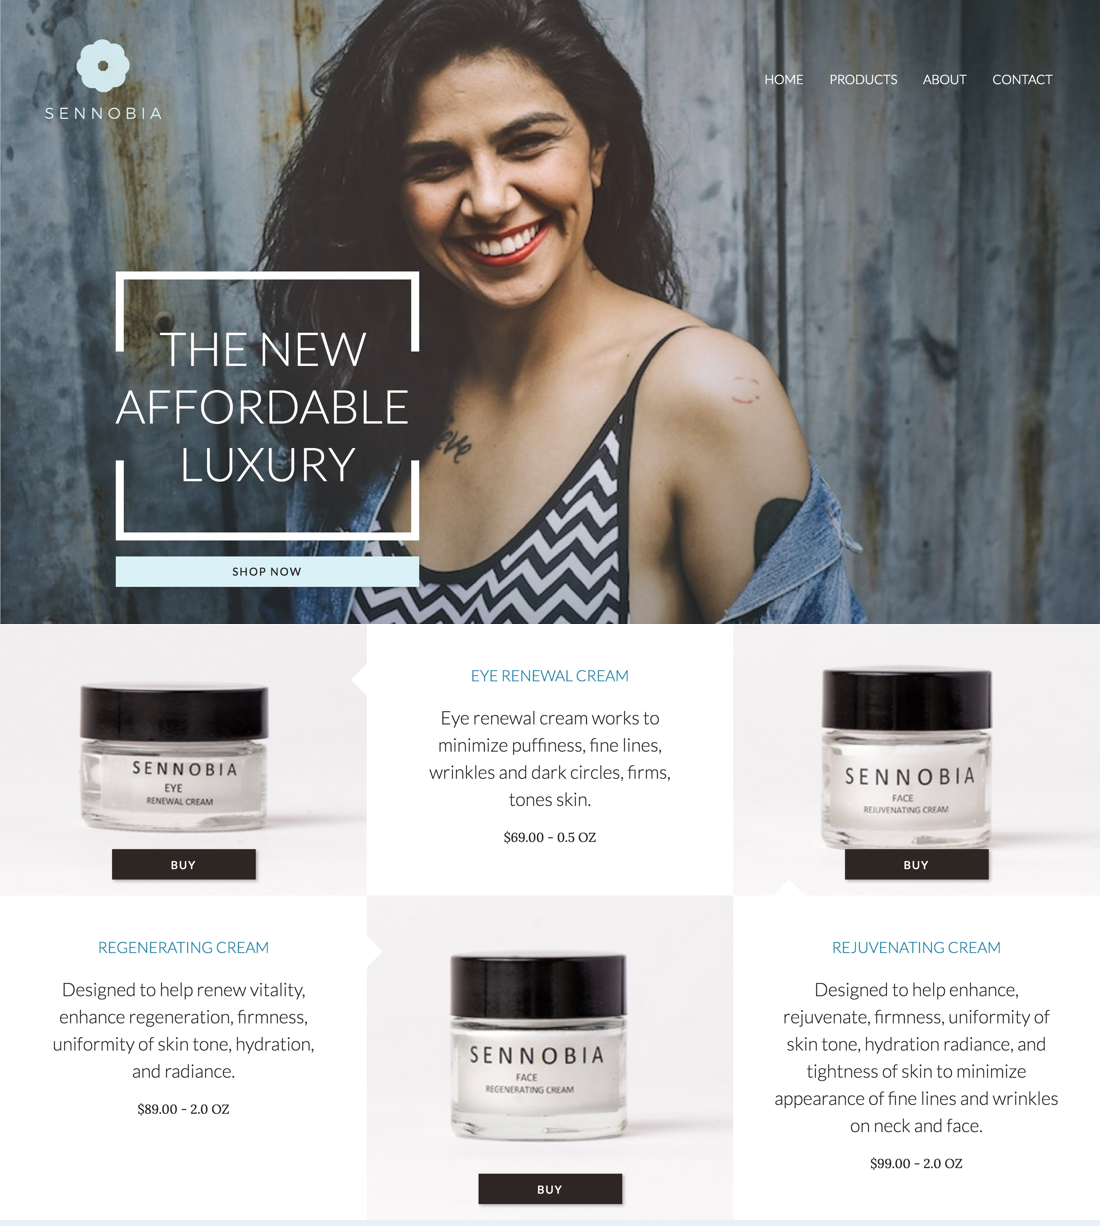 SENNOBIA
HOME PRODUCTS ABOUT CONTACT
THE NEW
AFFORDABLE
LUXURY
eve
SHOP NOW
SENNOBIA
EYE
RENEWAL CREAM
BUY
EYE RENEWAL CREAM
Eye renewal cream works to
minimize puffiness, fine lines,
wrinkles and dark circles, firms,
tones skin.
$69.00 - 0.5 OZ
SENNOBIA
FACE
REJUVENATING CREAM
BUY
REGENERATING CREAM
Designed to help renew vitality,
enhance regeneration, firmness,
uniformity of skin tone, hydration,
and radiance.
$89.00 - 2.0 OZ
SENNOBIA
FACE
REGENERATING CREAM
BUY
REJUVENATING CREAM
Designed to help enhance,
rejuvenate, firmness, uniformity of
skin tone, hydration radiance, and
tightness of skin to minimize
appearance of fine lines and wrinkles
on neck and face.
$99.00 - 2.0 OZ